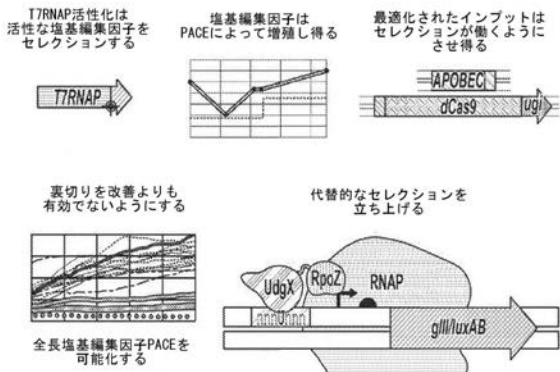 T7RNAP活性化は
活性な塩基編集因子を
セレクションする
T7RNAP
塩基編集因子は
PACEによって増殖し得る
最適化されたインプットは
セレクションが働くように
させ得る
APOBEC
dCas9
ugi
裏切りを改善よりも
有効でないようにする
全長塩基編集因子PACEを
可能化する
代替的なセレクションを
立ち上げる
UdgX
RpoZ
RNAP
U
gIII/luxAB